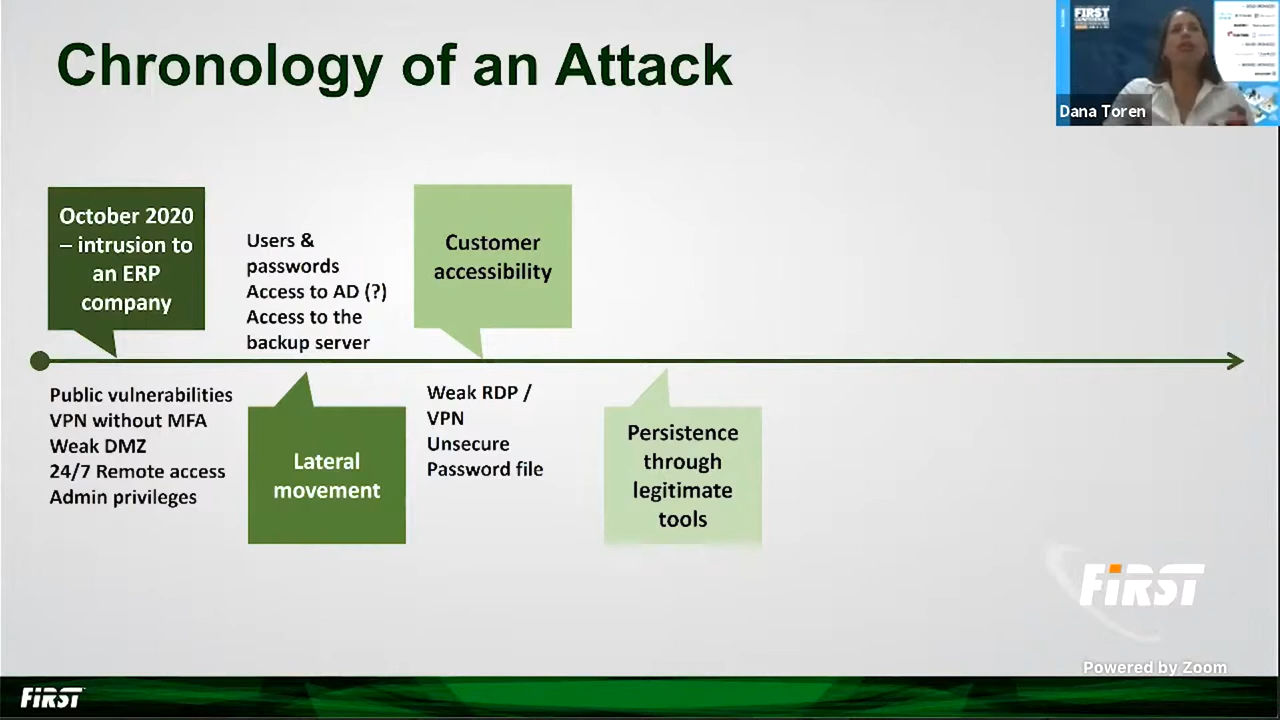 Chronology of an Attack
FIRST
CONFERENCE
Dana Toren
October 2020
– intrusion to
an ERP
company
Users &
passwords
Access to AD (?)
Access to the
backup server
Customer
accessibility
Public vulnerabilities
VPN without MFA
Weak DMZ
24/7 Remote access
Admin privileges
Lateral
movement
Weak RDP /
VPN
Unsecure
Password file
Persistence
through
legitimate
tools
FiRST
Powered by Zoom
FiRST